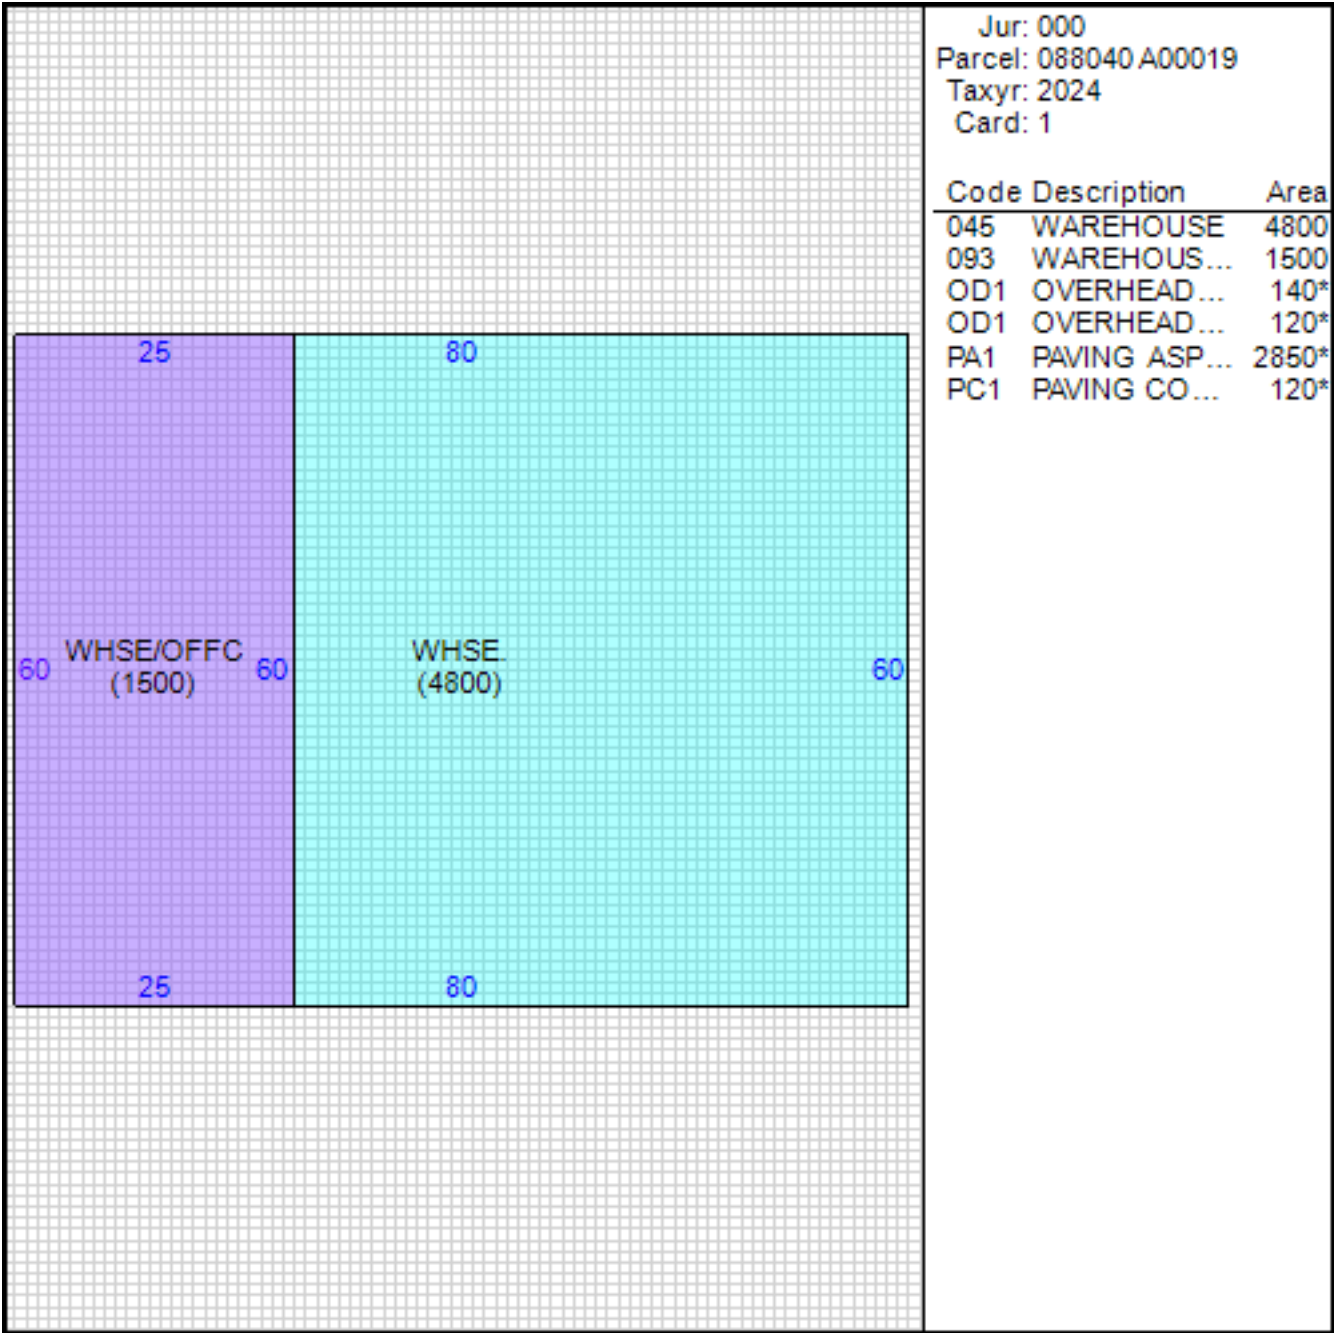 Jur: 000
Parcel: 088040 A00019
Taxyr: 2024
Card: 1
Code Description Area
045 WAREHOUSE 4800
093 WAREHOUS... 1500
OD1 OVERHEAD... 140*
OD1 OVERHEAD... 120*
PA1 PAVING ASP... 2850*
PC1 PAVING CO... 120*
25 80
WHSE/OFFC WHSE.
60 60 60
(1500) (4800)
25 80